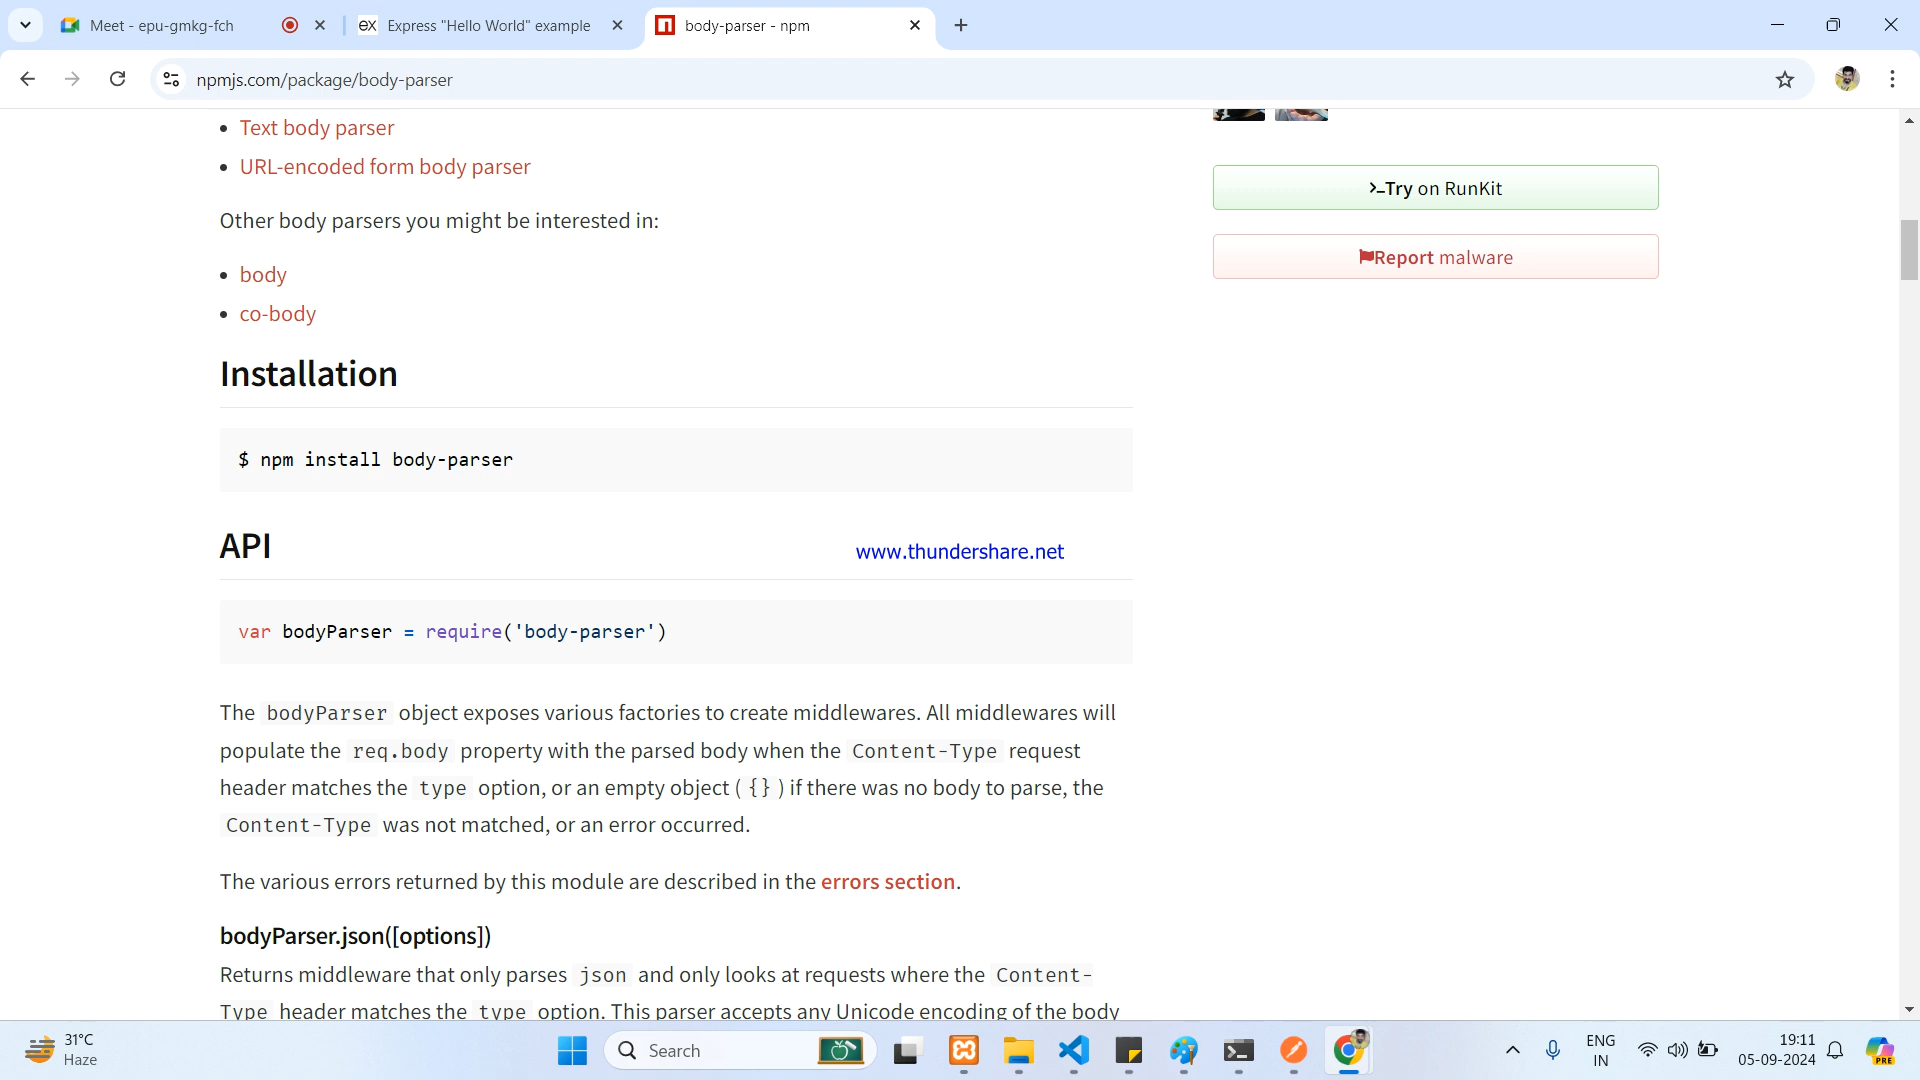 Meet - epu-gmkg-fch
Express "Hello World" example
body-parser - npm
npmjs.com/package/body-parser
Text body parser
URL-encoded form body parser
Other body parsers you might be interested in:
body
co-body
Installation
$ npm install body-parser
API
www.thundershare.net
var bodyParser = require('body-parser')
The bodyParser object exposes various factories to create middlewares. All middlewares will
populate the req.body property with the parsed body when the Content-Type request
header matches the type option, or an empty object ( {} ) if there was no body to parse, the
Content-Type was not matched, or an error occurred.
The various errors returned by this module are described in the errors section.
bodyParser.json([options])
Returns middleware that only parses json and only looks at requests where the Content-
Type header matches the type option. This parser accepts any Unicode encoding of the body
>_Try on RunKit
Report malware
31°C
Haze
Search
ENG
IN
19:11
05-09-2024
PRE